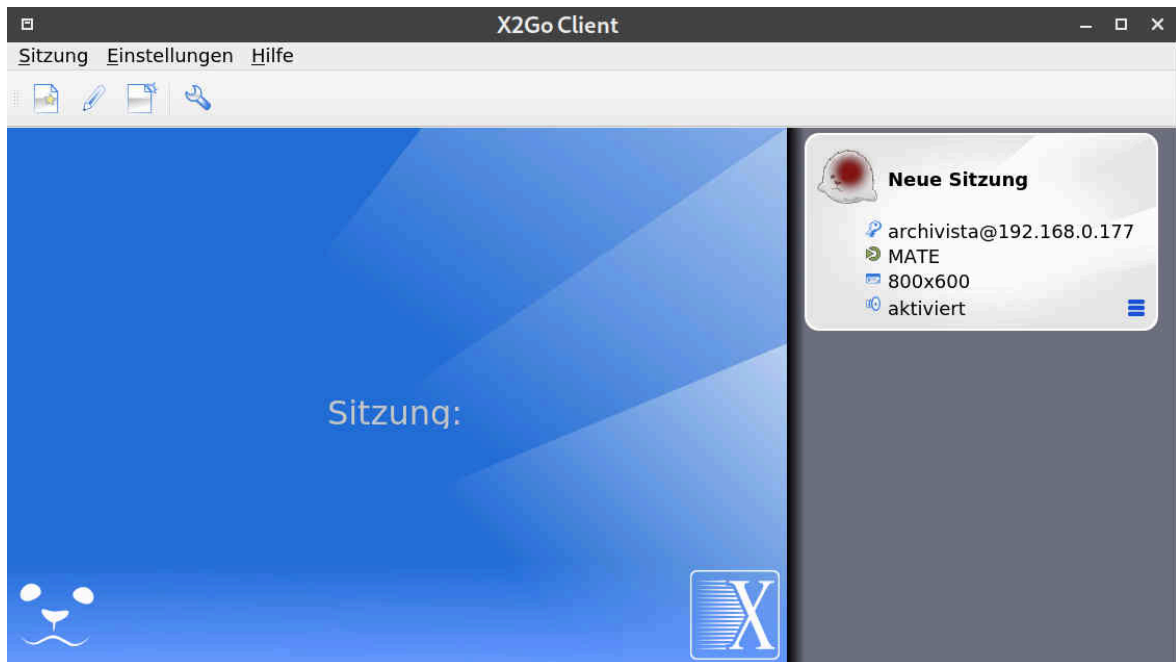 X2Go Client
Sitzung Einstellungen Hilfe
Neue Sitzung
archivista@192.168.0.177
MATE
800x600
aktiviert
Sitzung:
X